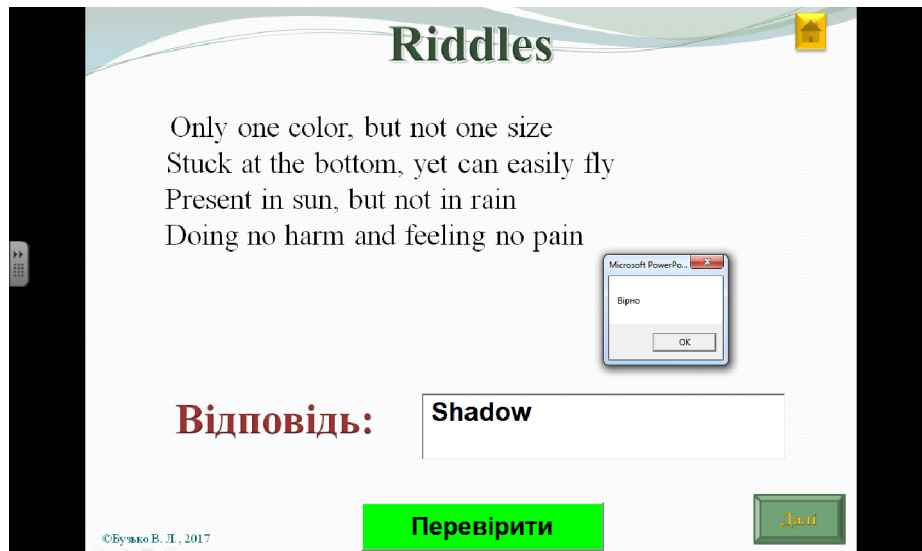 Riddles
Only one color, but not one size
Stuck at the bottom, yet can easily fly
Present in sun, but not in rain
Doing no harm and feeling no pain
Microsoft PowerPo...
Вірно
OK
Відповідь:
Shadow
Перевірити
Далі
©Бузько В. Л., 2017